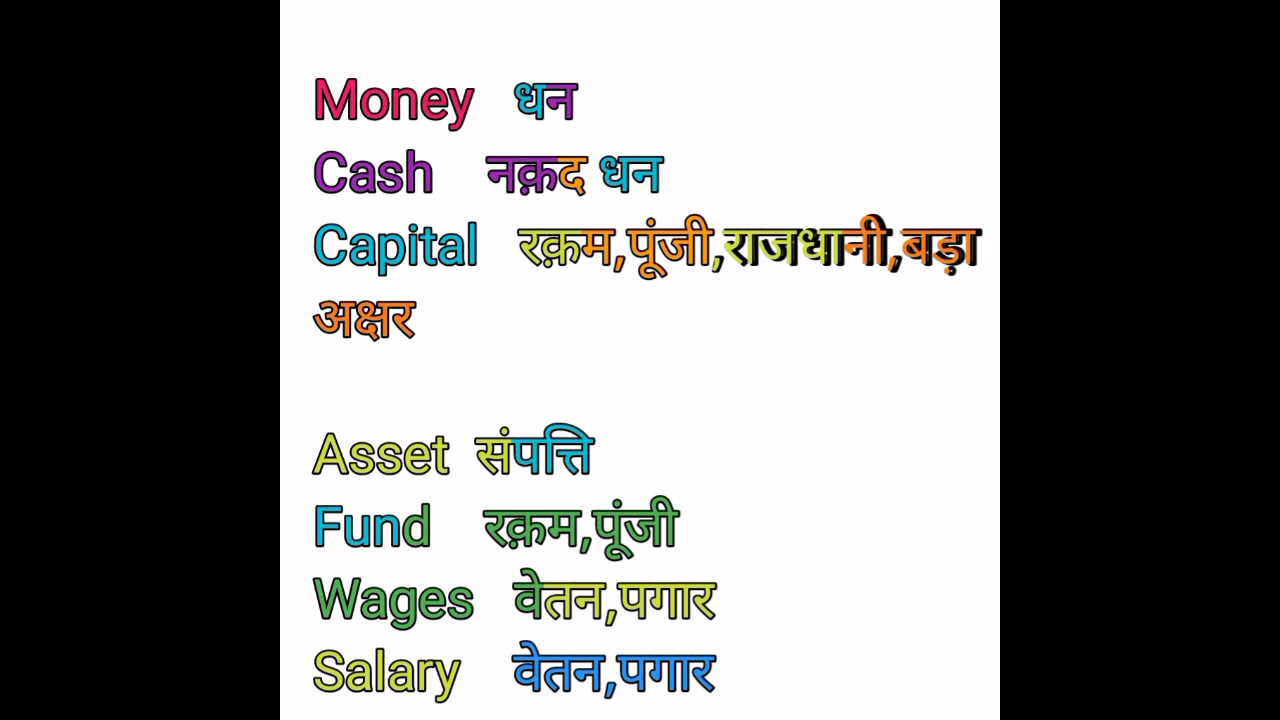 Money धन
Cash नक़द धन
Capital रक़म,पूंजी,राजधानी,बड़ा
अक्षर
Asset संपत्ति
Fund रक़म,पूंजी
Wages वेतन,पगार
Salary वेतन,पगार